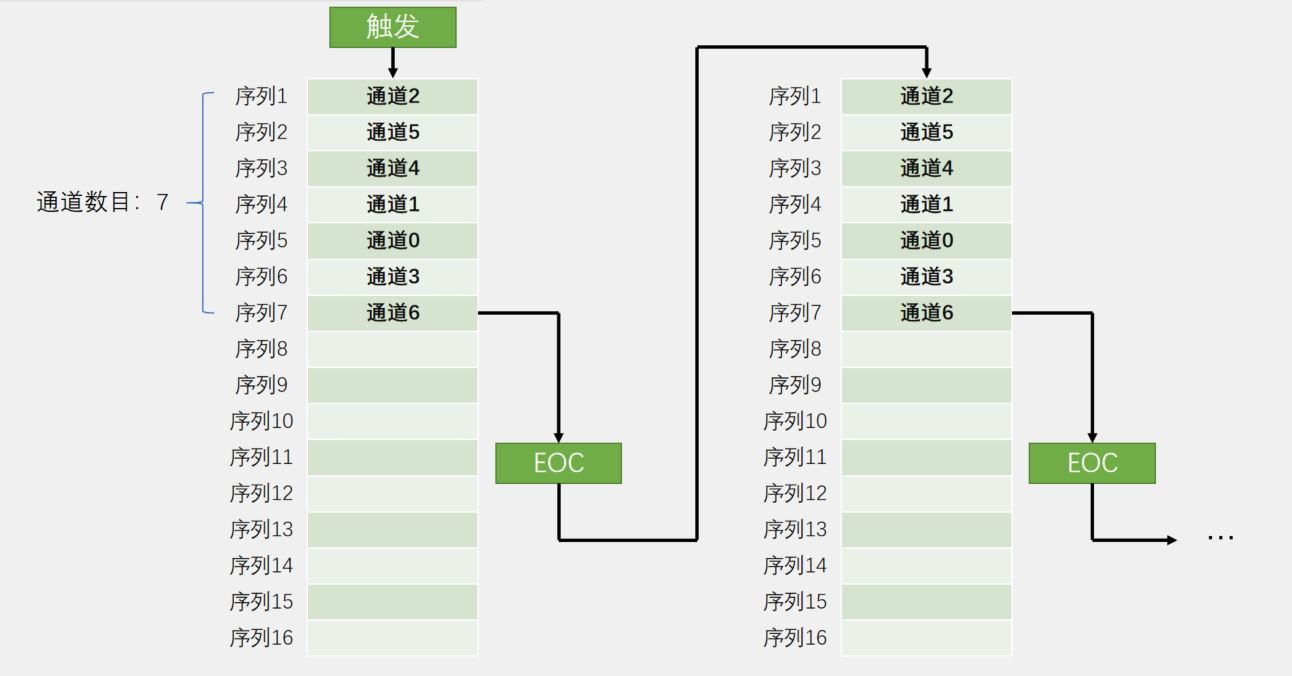 触发
序列1 通道2
序列2 通道5
序列3 通道4
通道数目：7
序列4 通道1
序列5 通道0
序列6 通道3
序列7 通道6
序列8
序列9
序列10
序列11
序列12
序列13
序列14
序列15
序列16
EOC
序列1 通道2
序列2 通道5
序列3 通道4
序列4 通道1
序列5 通道0
序列6 通道3
序列7 通道6
序列8
序列9
序列10
序列11
序列12
序列13
序列14
序列15
序列16
EOC
...